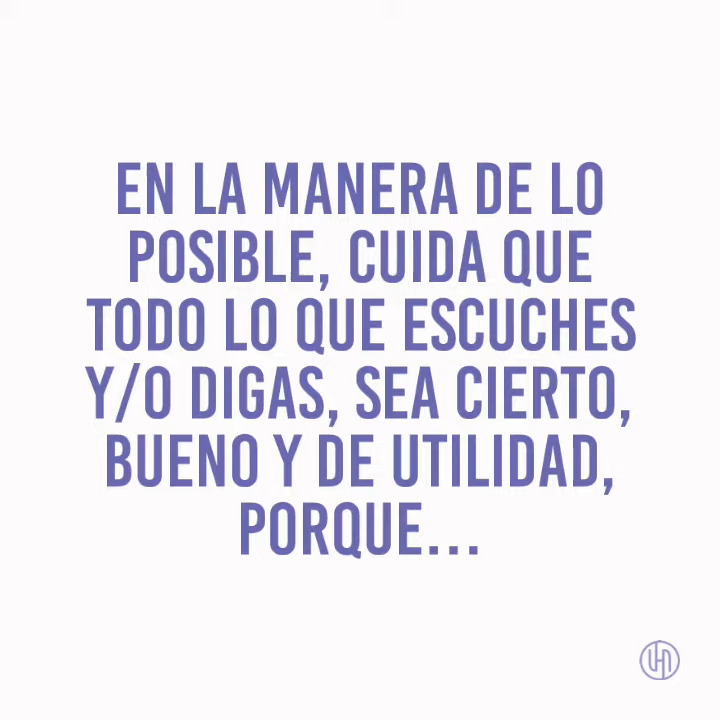 EN LA MANERA DE LO
POSIBLE, CUIDA QUE
TODO LO QUE ESCUCHES
Y/O DIGAS, SEA CIERTO,
BUENO Y DE UTILIDAD,
PORQUE...